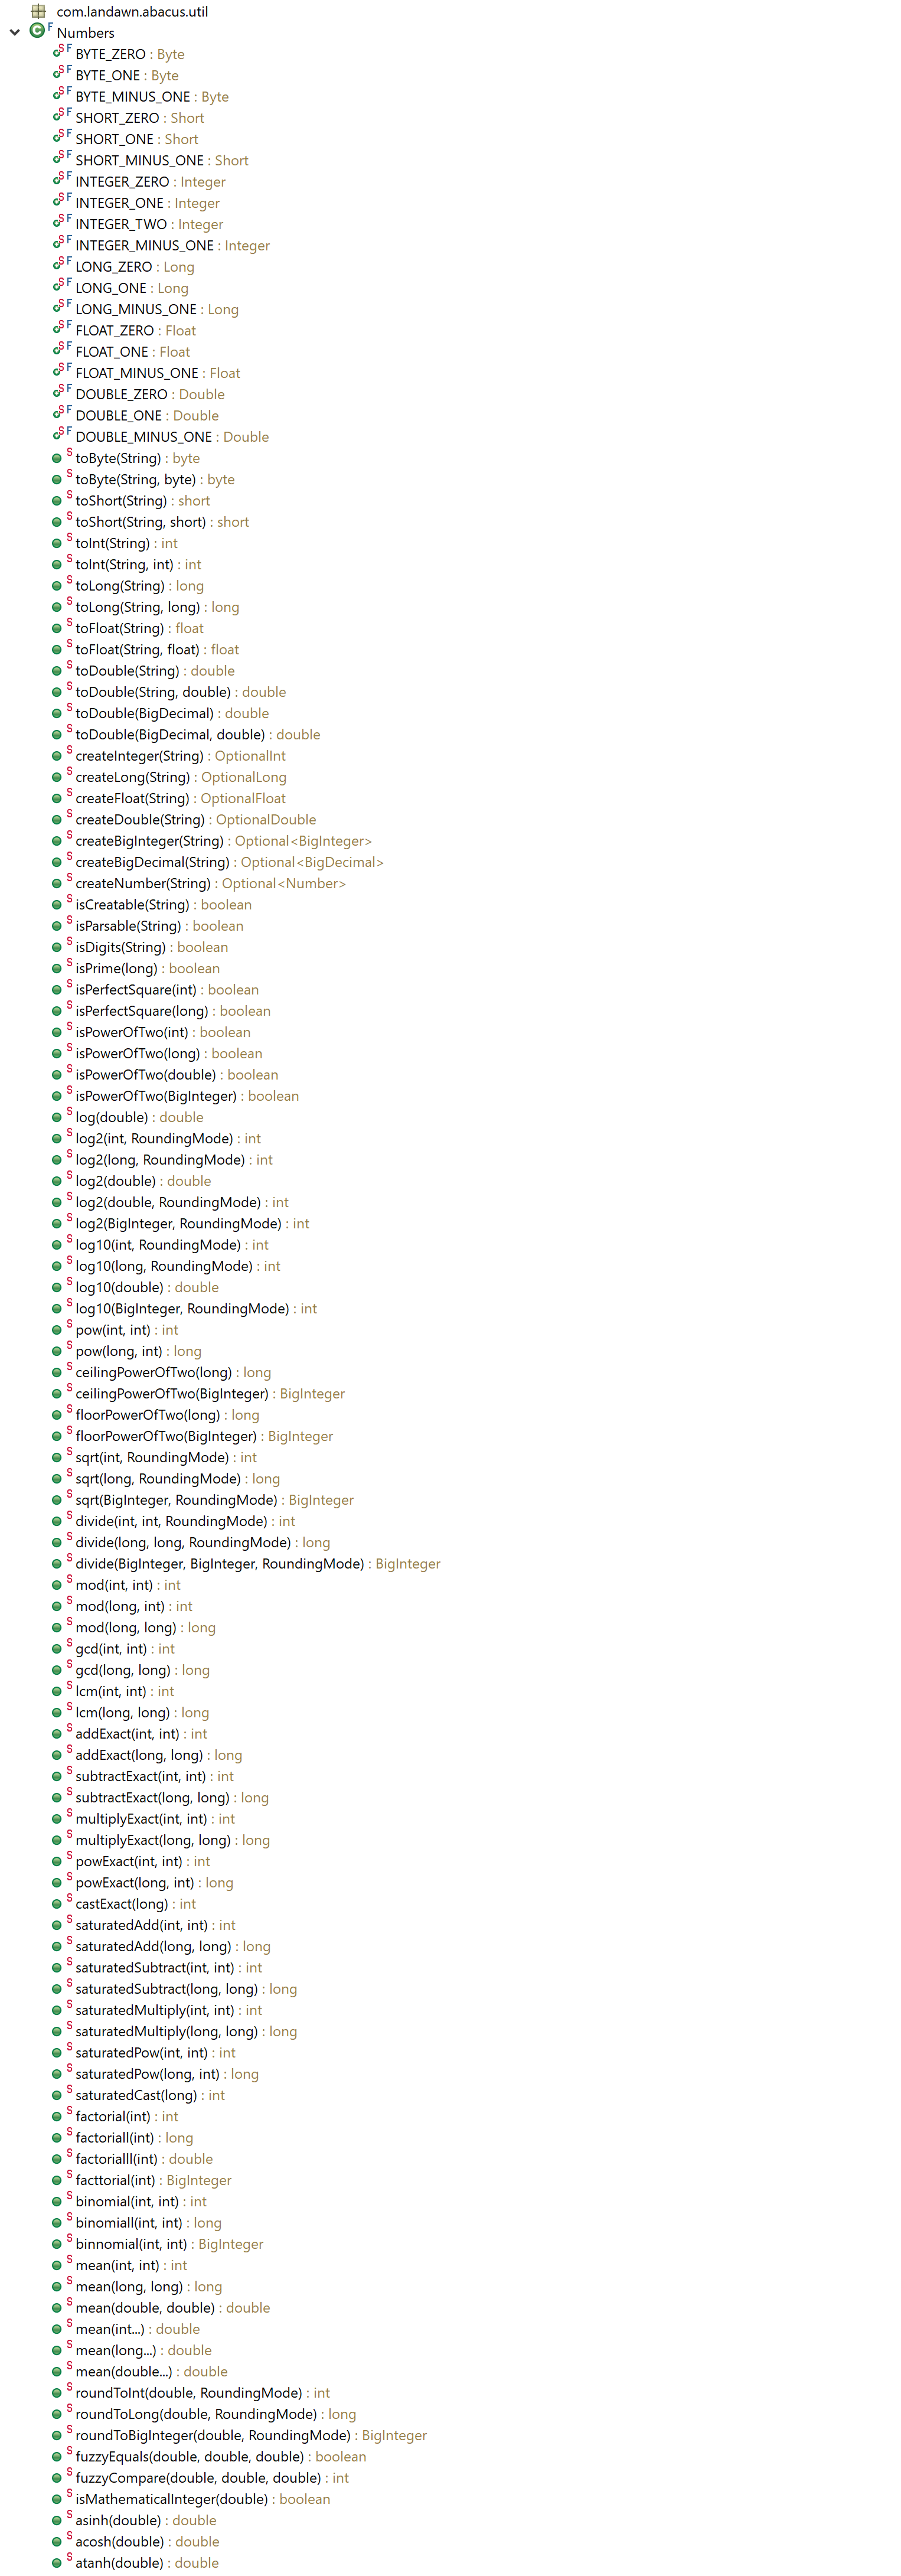 com.landawn.abacus.util
Numbers
BYTE_ZERO : Byte
BYTE_ONE : Byte
BYTE_MINUS_ONE : Byte
SHORT_ZERO : Short
SHORT_ONE : Short
SHORT_MINUS_ONE : Short
INTEGER_ZERO : Integer
INTEGER_ONE : Integer
INTEGER_TWO : Integer
INTEGER_MINUS_ONE : Integer
LONG_ZERO : Long
LONG_ONE : Long
LONG_MINUS_ONE : Long
FLOAT_ZERO : Float
FLOAT_ONE : Float
FLOAT_MINUS_ONE : Float
DOUBLE_ZERO : Double
DOUBLE_ONE : Double
DOUBLE_MINUS_ONE : Double
toByte(String) : byte
toByte(String, byte) : byte
toShort(String) : short
toShort(String, short) : short
toInt(String) : int
toInt(String, int) : int
toLong(String) : long
toLong(String, long) : long
toFloat(String) : float
toFloat(String, float) : float
toDouble(String) : double
toDouble(String, double) : double
toDouble(BigDecimal) : double
toDouble(BigDecimal, double) : double
createInteger(String) : OptionalInt
createLong(String) : OptionalLong
createFloat(String) : OptionalFloat
createDouble(String) : OptionalDouble
createBigInteger(String) : Optional<BigInteger>
createBigDecimal(String) : Optional<BigDecimal>
createNumber(String) : Optional<Number>
isCreatable(String) : boolean
isParsable(String) : boolean
isDigits(String) : boolean
isPrime(long) : boolean
isPerfectSquare(int) : boolean
isPerfectSquare(long) : boolean
isPowerOfTwo(int) : boolean
isPowerOfTwo(long) : boolean
isPowerOfTwo(double) : boolean
isPowerOfTwo(BigInteger) : boolean
log(double) : double
log2(int, RoundingMode) : int
log2(long, RoundingMode) : int
log2(double) : double
log2(double, RoundingMode) : int
log2(BigInteger, RoundingMode) : int
log10(int, RoundingMode) : int
log10(long, RoundingMode) : int
log10(double) : double
log10(BigInteger, RoundingMode) : int
pow(int, int) : int
pow(long, int) : long
ceilingPowerOfTwo(long) : long
ceilingPowerOfTwo(BigInteger) : BigInteger
floorPowerOfTwo(long) : long
floorPowerOfTwo(BigInteger) : BigInteger
sqrt(int, RoundingMode) : int
sqrt(long, RoundingMode) : long
sqrt(BigInteger, RoundingMode) : BigInteger
divide(int, int, RoundingMode) : int
divide(long, long, RoundingMode) : long
divide(BigInteger, BigInteger, RoundingMode) : BigInteger
mod(int, int) : int
mod(long, int) : int
mod(long, long) : long
gcd(int, int) : int
gcd(long, long) : long
lcm(int, int) : int
lcm(long, long) : long
addExact(int, int) : int
addExact(long, long) : long
subtractExact(int, int) : int
subtractExact(long, long) : long
multiplyExact(int, int) : int
multiplyExact(long, long) : long
powExact(int, int) : int
powExact(long, int) : long
castExact(long) : int
saturatedAdd(int, int) : int
saturatedAdd(long, long) : long
saturatedSubtract(int, int) : int
saturatedSubtract(long, long) : long
saturatedMultiply(int, int) : int
saturatedMultiply(long, long) : long
saturatedPow(int, int) : int
saturatedPow(long, int) : long
saturatedCast(long) : int
factorial(int) : int
factoriall(int) : long
factorialll(int) : double
facttorial(int) : BigInteger
binomial(int, int) : int
binomiall(int, int) : long
binnomial(int, int) : BigInteger
mean(int, int) : int
mean(long, long) : long
mean(double, double) : double
mean(int...) : double
mean(long...) : double
mean(double...) : double
roundToInt(double, RoundingMode) : int
roundToLong(double, RoundingMode) : long
roundToBigInteger(double, RoundingMode) : BigInteger
fuzzyEquals(double, double, double) : boolean
fuzzyCompare(double, double, double) : int
isMathematicalInteger(double) : boolean
asinh(double) : double
acosh(double) : double
atanh(double) : double